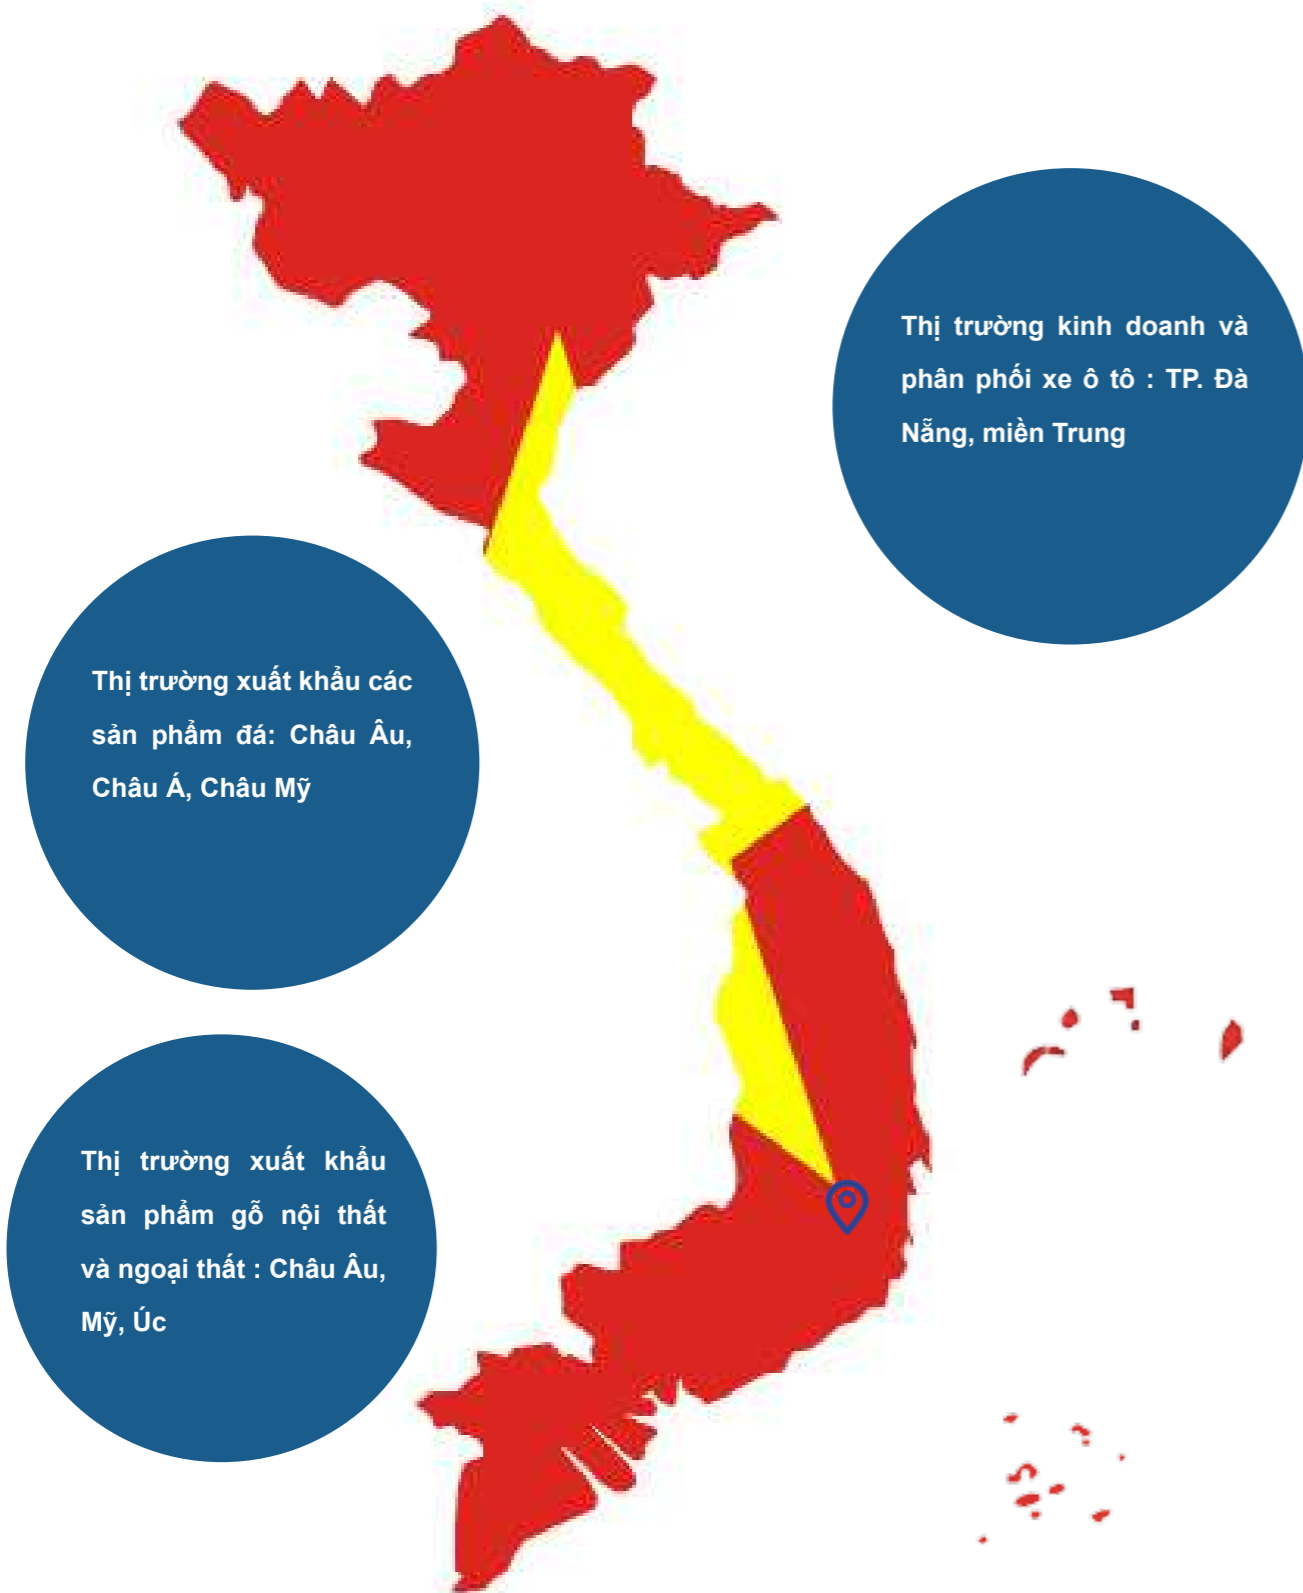 Thị trường kinh doanh và
phân phối xe ô tô : TP. Đà
Nẵng, miền Trung
Thị trường xuất khẩu các
sản phẩm đá: Châu Âu,
Châu Á, Châu Mỹ
Thị trường xuất khẩu
sản phẩm gỗ nội thất
và ngoại thất : Châu Âu,
Mỹ, Úc